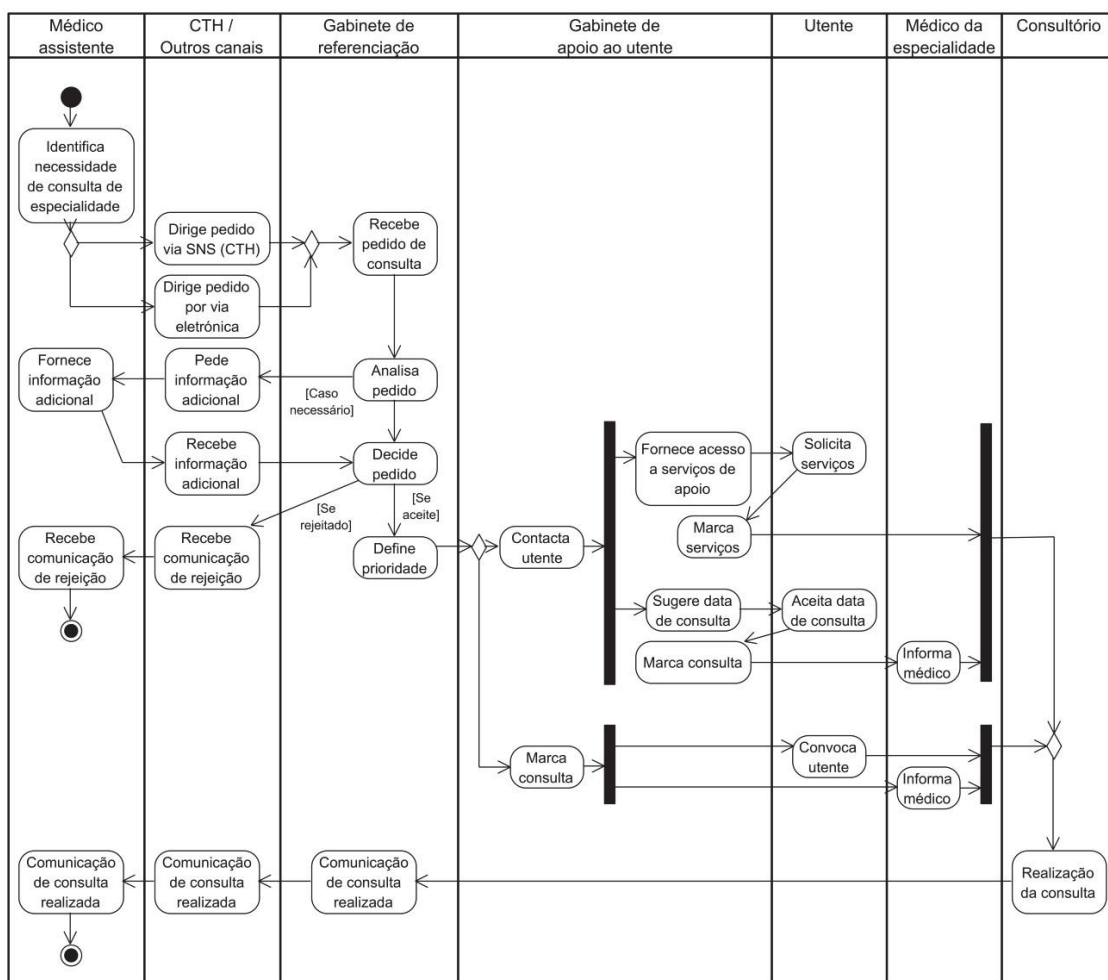 Médico
assistente
CTH /
Outros canais
Gabinete de
referenciação
Gabinete de
apoio ao utente
Utente
Médico da
especialidade
Consultório
Identifica
necessidade
de consulta de
especialidade
Dirige pedido
via SNS (CTH)
Recebe
pedido de
consulta
Dirige pedido
por via
eletrónica
Fornece
informação
adicional
Pede
informação
adicional
[Caso
necessário]
Analisa
pedido
Recebe
informação
adicional
Decide
pedido
Fornece acesso
a serviços de
apoio
Solicita
serviços
[Se
rejeitado]
[Se
aceite]
Marca
serviços
Recebe
comunicação
de rejeição
Recebe
comunicação
de rejeição
Define
prioridade
Contacta
utente
Sugere data
de consulta
Aceita data
de consulta
Marca consulta
Informa
médico
Marca
consulta
Convoca
utente
Informa
médico
Comunicação
de consulta
realizada
Comunicação
de consulta
realizada
Comunicação
de consulta
realizada
Realização
da consulta